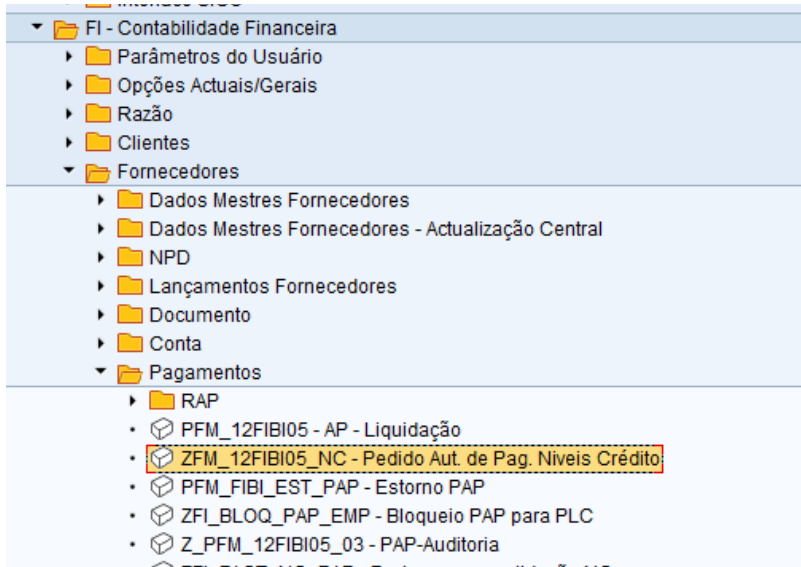 FI - Contabilidade Financeira
Parâmetros do Usuário
Opções Actuais/Gerais
Razão
Clientes
Fornecedores
Dados Mestres Fornecedores
Dados Mestres Fornecedores - Actualização Central
NPD
Lançamentos Fornecedores
Documento
Conta
Pagamentos
RAP
PFM_12FIBI05 - AP - Liquidação
ZFM_12FIBI05_NC - Pedido Aut. de Pag. Niveis Crédito
PFM_FIBI_EST_PAP - Estorno PAP
ZFI_BLOQ_PAP_EMP - Bloqueio PAP para PLC
Z_PFM_12FIBI05_03 - PAP-Auditoria